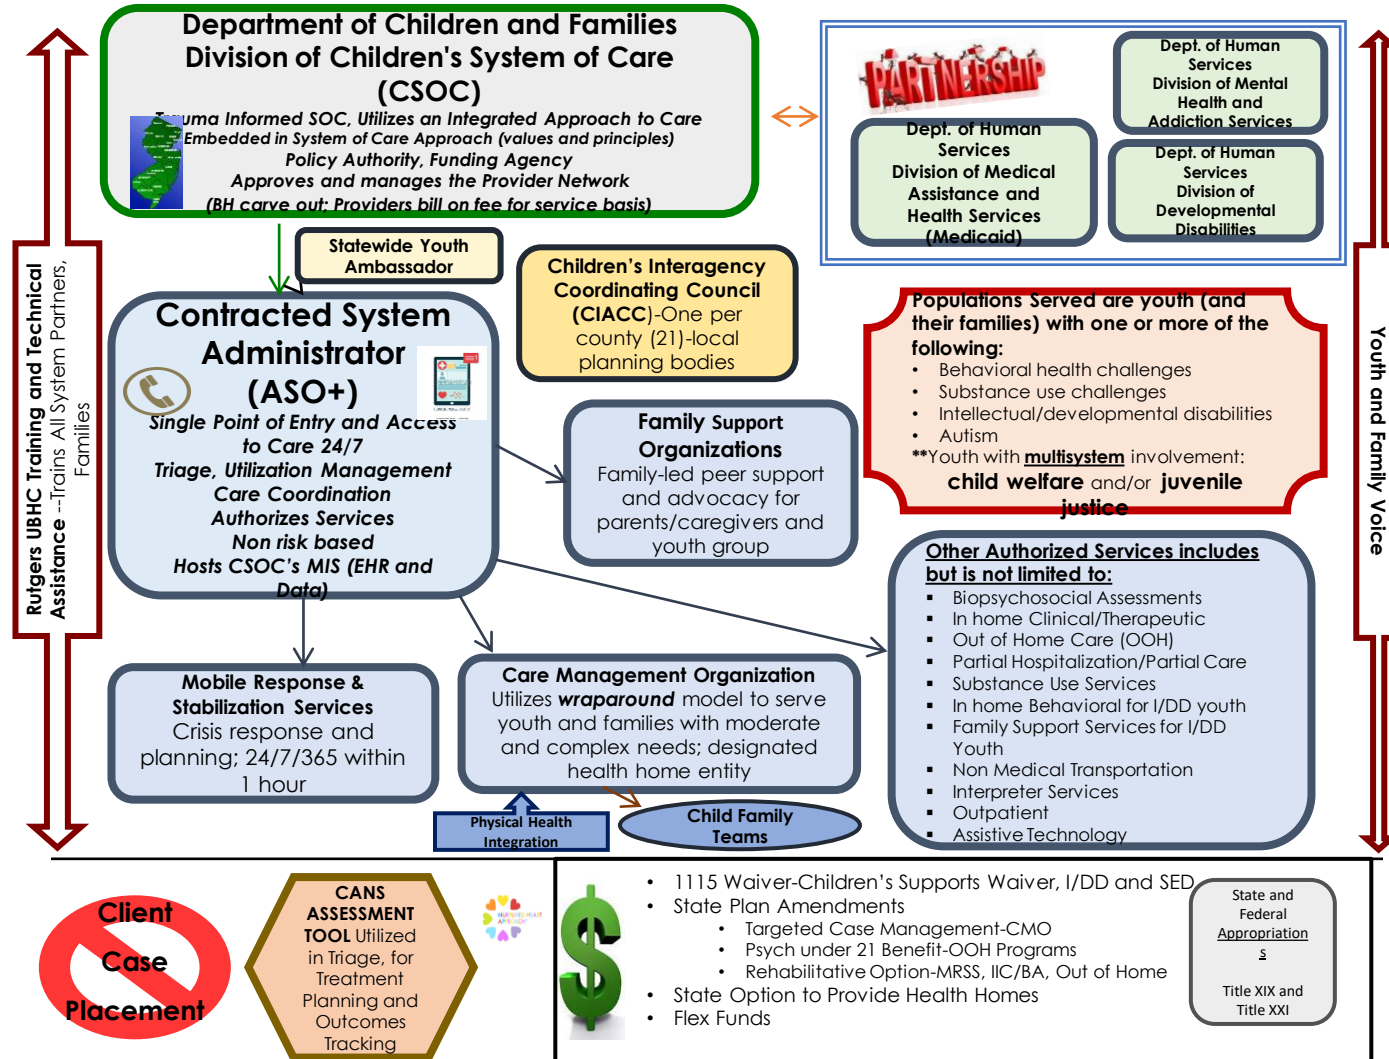 Department of Children and Families
Division of Children's System of Care
(CSOC)
Trauma Informed SOC, Utilizes an Integrated Approach to Care
Embedded in System of Care Approach (values and principles)
Policy Authority, Funding Agency
Approves and manages the Provider Network
(BH carve out; Providers bill on fee for service basis)
PARTNERSHIP
Dept. of Human
Services
Division of Mental
Health and
Addiction Services
Dept. of Human
Services
Division of Medical
Assistance and
Health Services
(Medicaid)
Dept. of Human
Services
Division of
Developmental
Disabilities
Rutgers UBHC Training and Technical
Assistance --Trains All System Partners,
Families
Statewide Youth
Ambassador
Children's Interagency
Coordinating Council
(CIACC)-One per
county (21)-local
planning bodies
Contracted System
Administrator
(ASO+)
Single Point of Entry and Access
to Care 24/7
Triage, Utilization Management
Care Coordination
Authorizes Services
Non risk based
Hosts CSOC's MIS (EHR and
Data)
Populations Served are youth (and
their families) with one or more of the
following:
• Behavioral health challenges
• Substance use challenges
• Intellectual/developmental disabilities
• Autism
**Youth with multisystem involvement:
child welfare and/or juvenile
justice
Youth and Family Voice
Family Support
Organizations
Family-led peer support
and advocacy for
parents/caregivers and
youth group
Other Authorized Services includes
but is not limited to:
▪ Biopsychosocial Assessments
▪ In home Clinical/Therapeutic
▪ Out of Home Care (OOH)
▪ Partial Hospitalization/Partial Care
▪ Substance Use Services
▪ In home Behavioral for I/DD youth
▪ Family Support Services for I/DD
Youth
▪ Non Medical Transportation
▪ Interpreter Services
▪ Outpatient
▪ Assistive Technology
Mobile Response &
Stabilization Services
Crisis response and
planning; 24/7/365 within
1 hour
Care Management Organization
Utilizes wraparound model to serve
youth and families with moderate
and complex needs; designated
health home entity
Physical Health
Integration
Child Family
Teams
Client
Case
Placement
CANS
ASSESSMENT
TOOL Utilized
in Triage, for
Treatment
Planning and
Outcomes
Tracking
NURTURED HEART
APPROACH
$
• 1115 Waiver-Children's Supports Waiver, I/DD and SED
• State Plan Amendments
• Targeted Case Management-CMO
• Psych under 21 Benefit-OOH Programs
• Rehabilitative Option-MRSS, IIC/BA, Out of Home
• State Option to Provide Health Homes
• Flex Funds
State and
Federal
Appropriation
s
Title XIX and
Title XXI